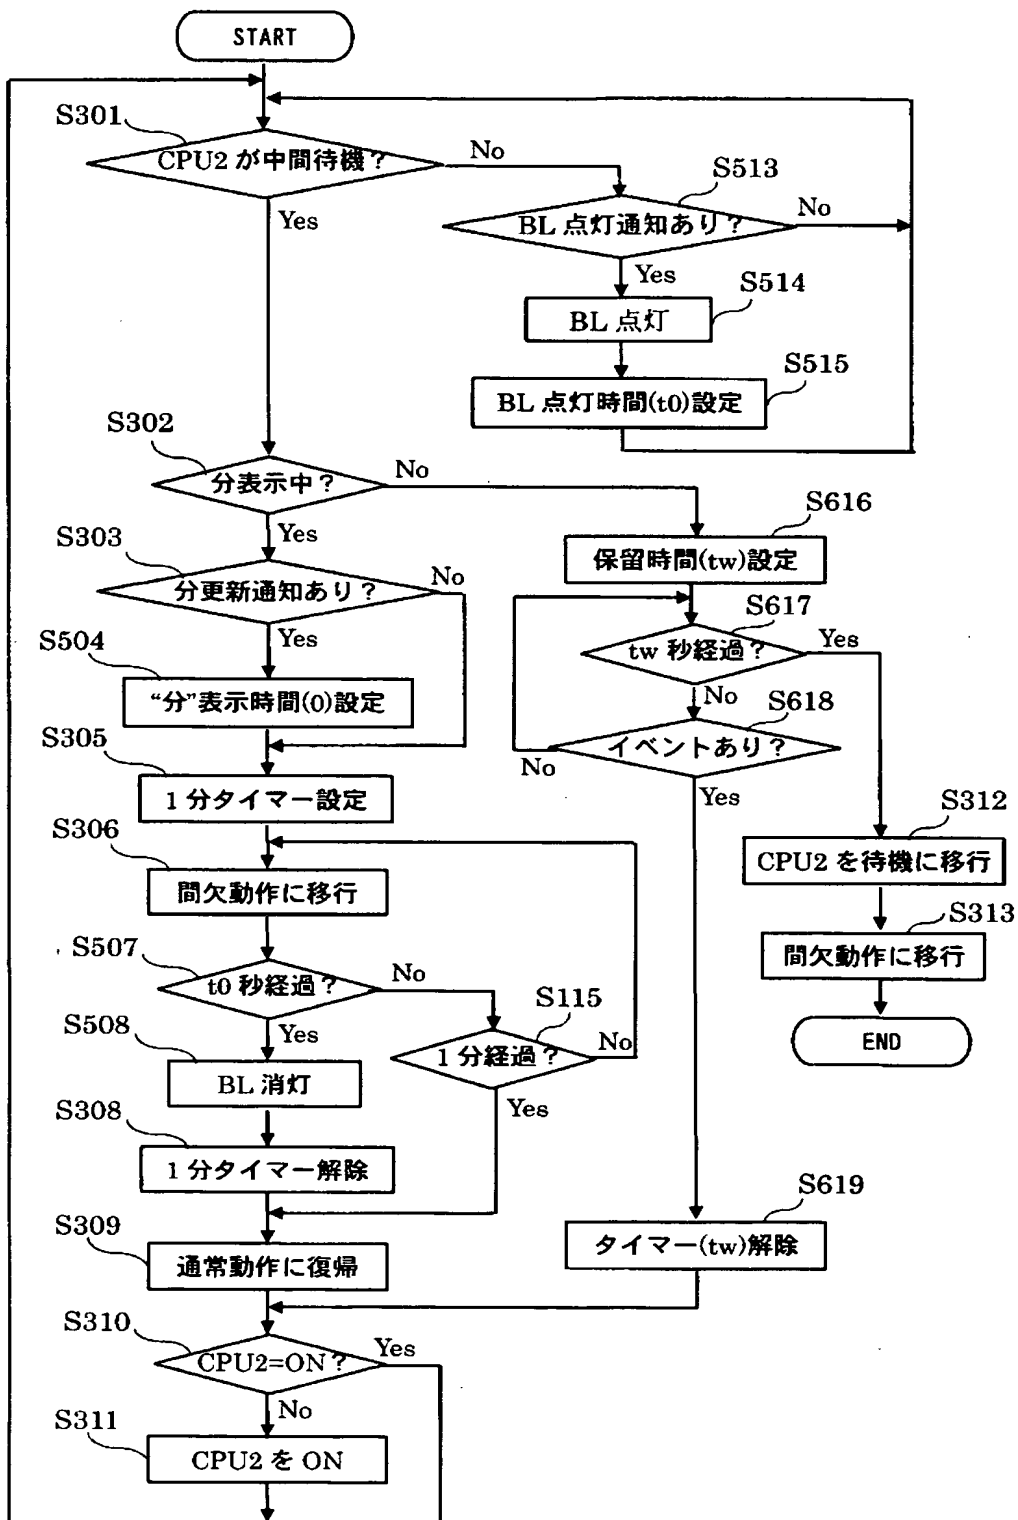 START
S301
CPU2 が中間待機？
No
Yes
S513
BL 点灯通知あり？
No
Yes
S514
BL 点灯
S515
BL 点灯時間(t0)設定
S302
分表示中？
No
Yes
S616
保留時間(tw)設定
S303
分更新通知あり？
No
Yes
S617
tw 秒経過？
Yes
No
S504
“分”表示時間(0)設定
S618
イベントあり？
No
Yes
S305
1 分タイマー設定
S312
CPU2 を待機に移行
S306
間欠動作に移行
S313
間欠動作に移行
S507
t0 秒経過？
No
Yes
S115
1 分経過？
No
Yes
END
S508
BL 消灯
S308
1 分タイマー解除
S619
タイマー(tw)解除
S309
通常動作に復帰
S310
CPU2=ON？
Yes
No
S311
CPU2 を ON